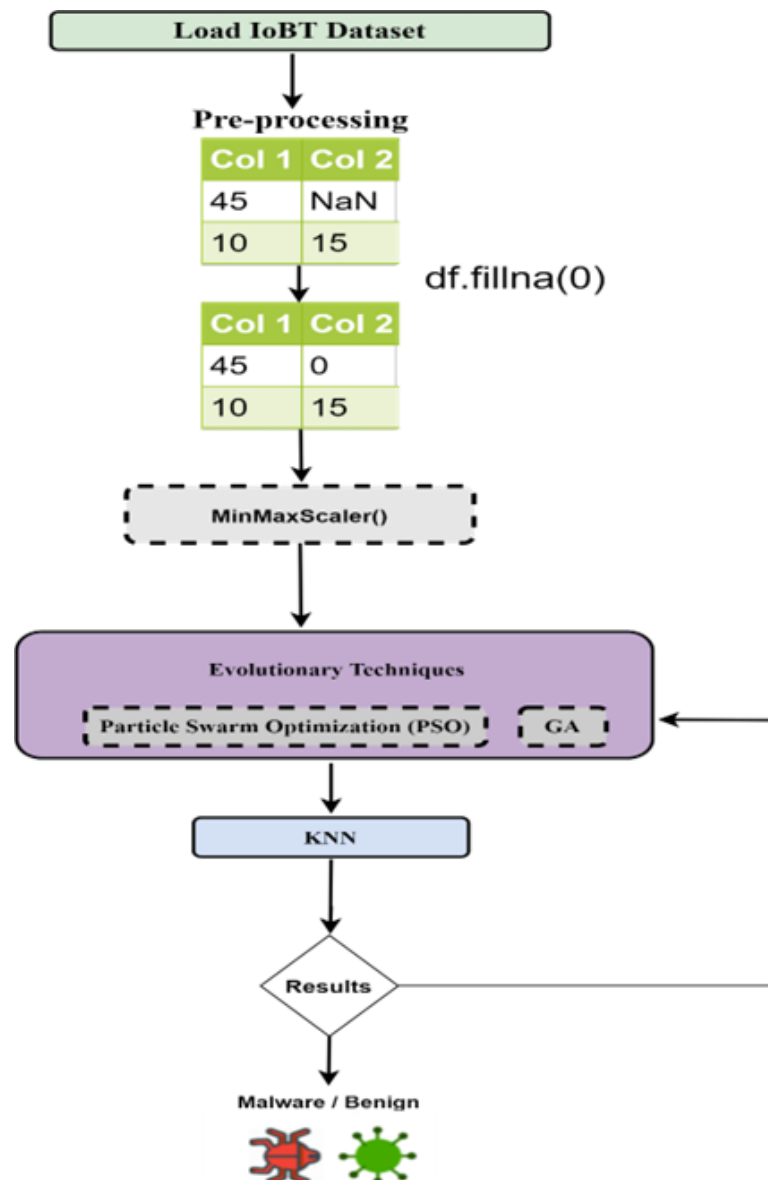 Load IoBT Dataset
Pre-processing
Col 1 Col 2
45 NaN
10 15
df.fillna(0)
Col 1 Col 2
45 0
10 15
MinMaxScaler()
Evolutionary Techniques
Particle Swarm Optimization (PSO) GA
KNN
Results
Malware / Benign